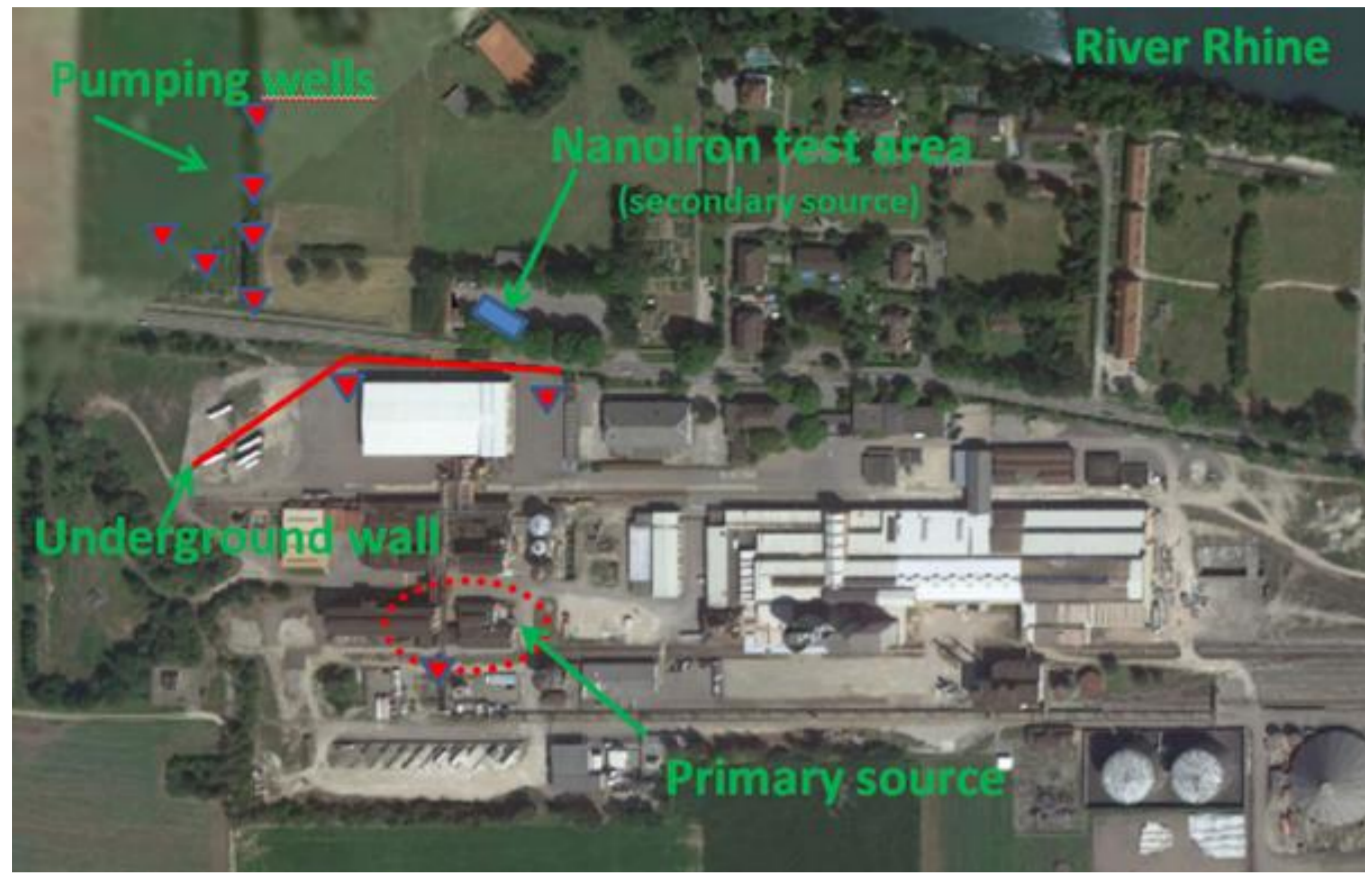 River Rhine
Pumping wells
Nanoiron test area
(secondary source)
Underground wall
Primary source